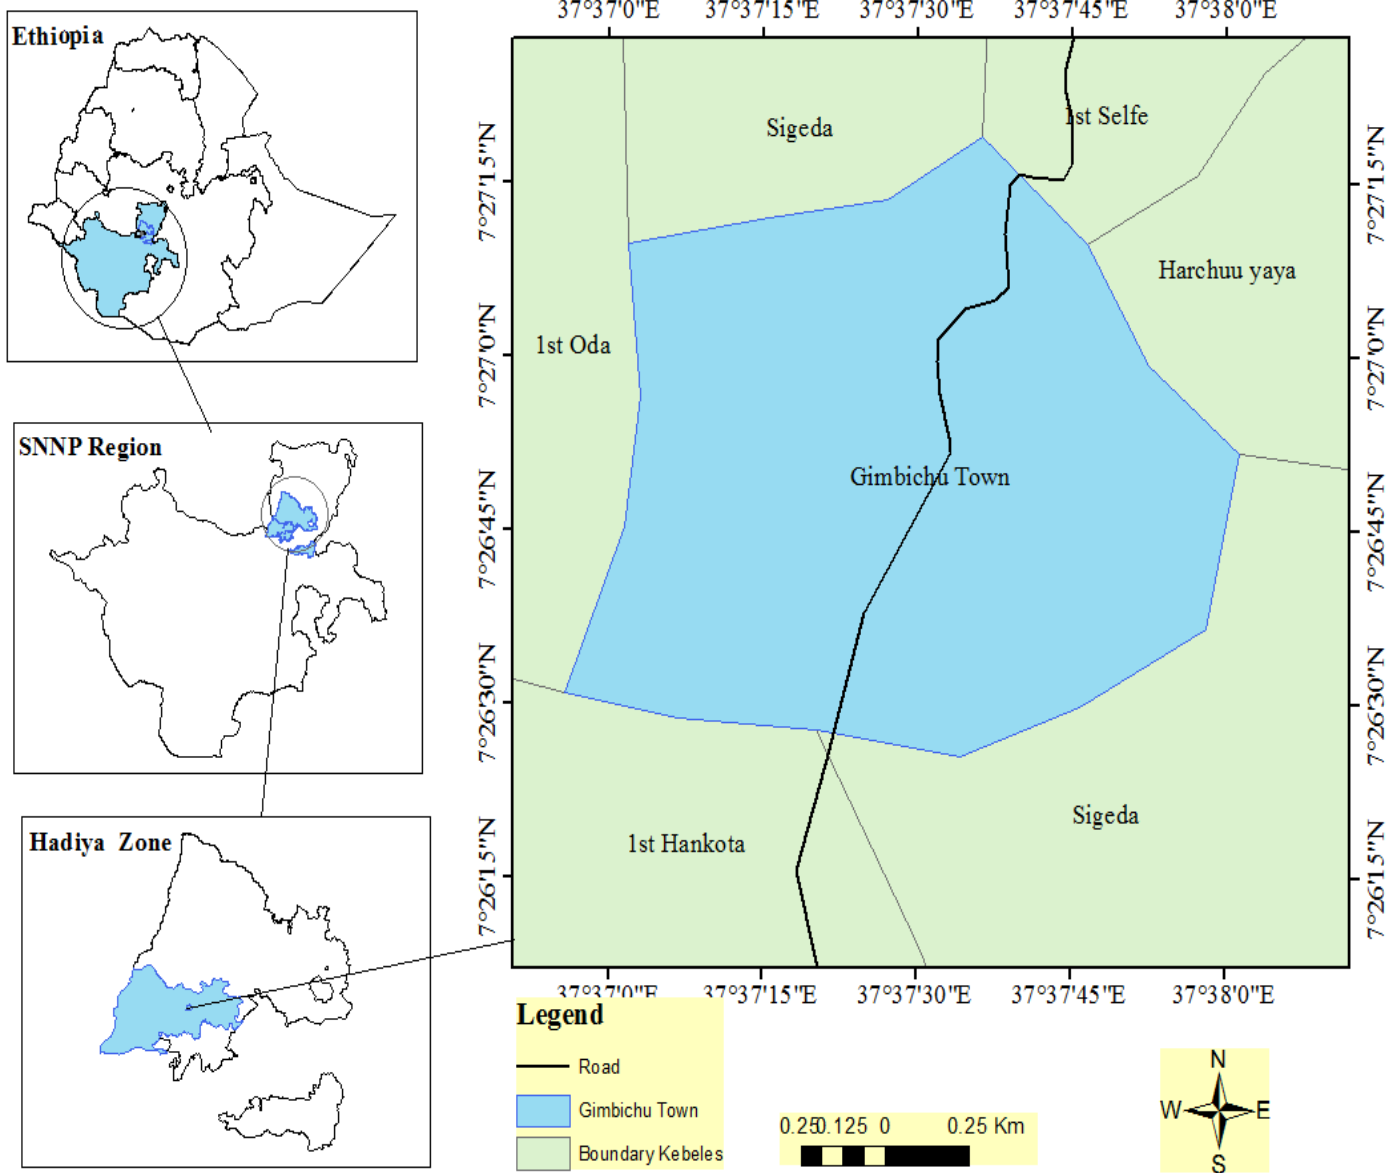 Ethiopia
SNNP Region
Hadiya Zone
37°37'0"E 37°37'15"E 37°37'30"E 37°37'45"E 37°38'0"E
7°27'15"N
7°27'0"N
7°26'45"N
7°26'30"N
7°26'15"N
Sigeda
1st Selfe
Harchuu yaya
1st Oda
Gimbichu Town
Sigeda
1st Hankota
7°27'15"N
7°27'0"N
7°26'45"N
7°26'30"N
7°26'15"N
37°37'0"E 37°37'15"E 37°37'30"E 37°37'45"E 37°38'0"E
Legend
Road
Gimbichu Town
Boundary Kebeles
0.25 0.125 0 0.25 Km
N
W E
S